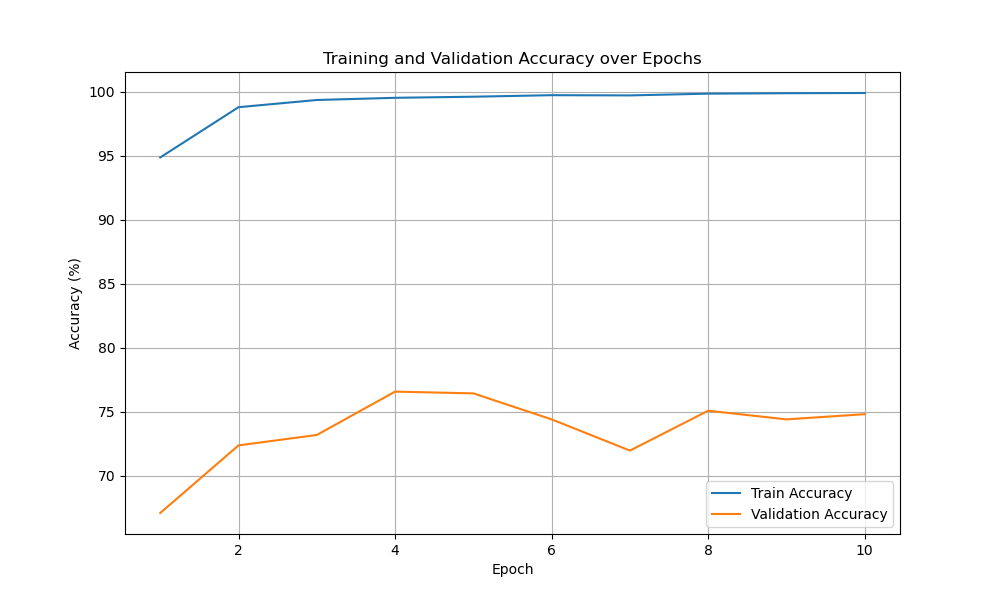 Training and Validation Accuracy over Epochs
100
95
90
85
80
75
70
Accuracy (%)
Train Accuracy
Validation Accuracy
2 4 6 8 10
Epoch